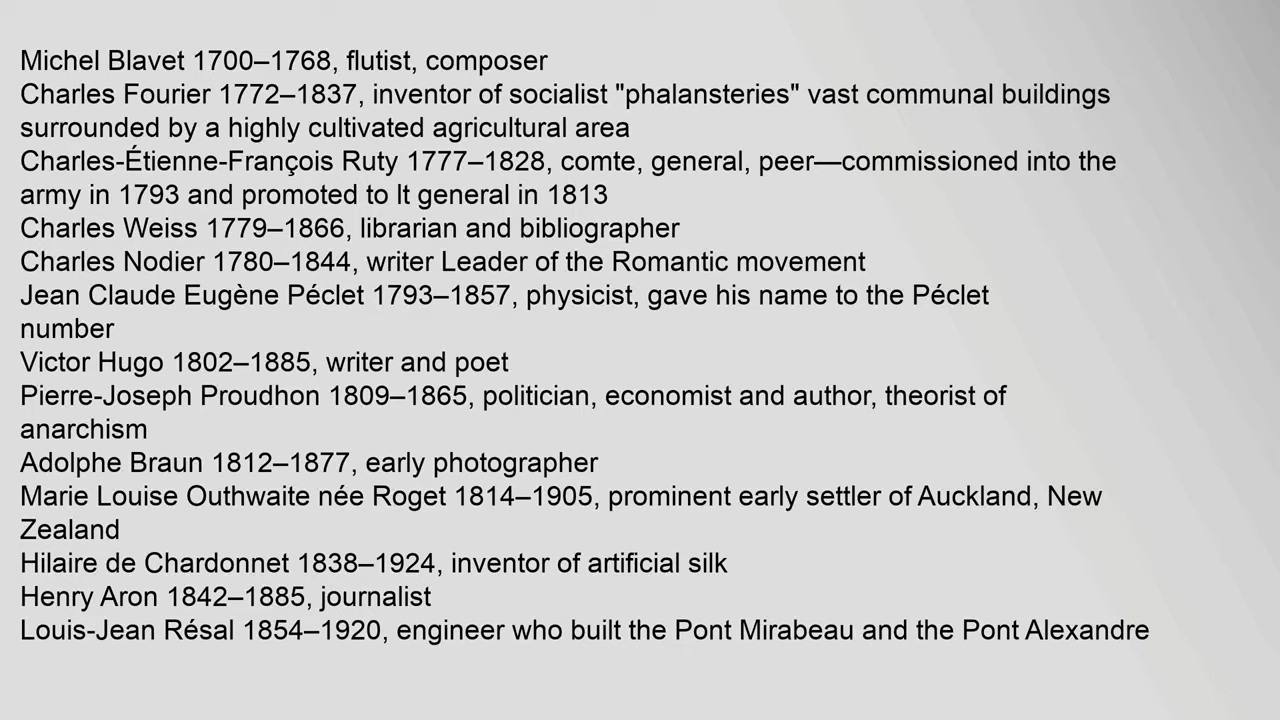 Michel Blavet 1700–1768, flutist, composer
Charles Fourier 1772–1837, inventor of socialist "phalansteries" vast communal buildings
surrounded by a highly cultivated agricultural area
Charles-Étienne-François Ruty 1777–1828, comte, general, peer—commissioned into the
army in 1793 and promoted to lt general in 1813
Charles Weiss 1779–1866, librarian and bibliographer
Charles Nodier 1780–1844, writer Leader of the Romantic movement
Jean Claude Eugène Péclet 1793–1857, physicist, gave his name to the Péclet
number
Victor Hugo 1802–1885, writer and poet
Pierre-Joseph Proudhon 1809–1865, politician, economist and author, theorist of
anarchism
Adolphe Braun 1812–1877, early photographer
Marie Louise Outhwaite née Roget 1814–1905, prominent early settler of Auckland, New
Zealand
Hilaire de Chardonnet 1838–1924, inventor of artificial silk
Henry Aron 1842–1885, journalist
Louis-Jean Résal 1854–1920, engineer who built the Pont Mirabeau and the Pont Alexandre